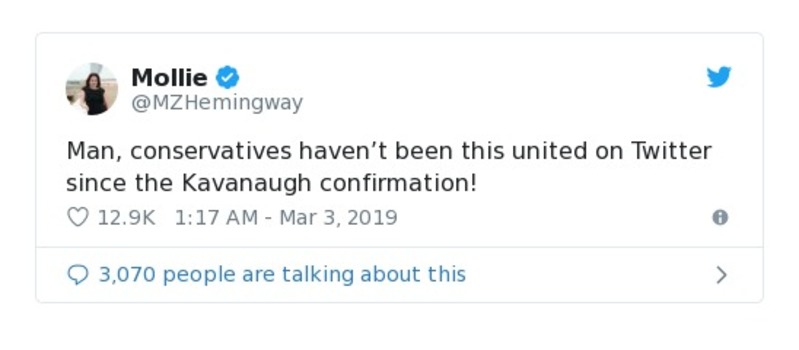 Mollie
@MZHemingway
Man, conservatives haven’t been this united on Twitter
since the Kavanaugh confirmation!
12.9K 1:17 AM - Mar 3, 2019
3,070 people are talking about this